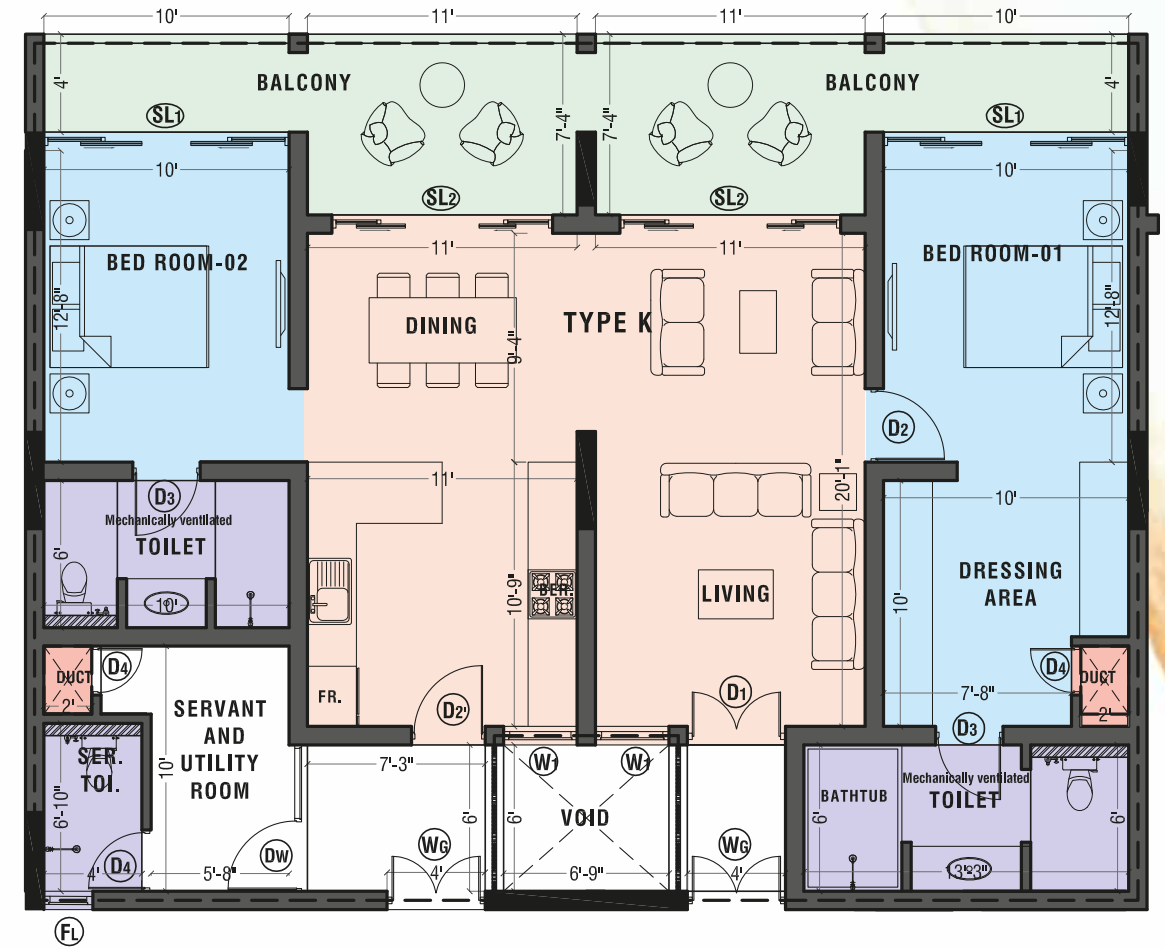 10'
11'
11'
10'
BALCONY
BALCONY
4'
7'-4"
7'-4"
4'
SL1
SL1
10'
10'
SL2
SL2
11'
11'
BED ROOM-02
BED ROOM-01
12'-8"
12'-8"
DINING
TYPE K
9'-4"
D2
11'
20'-1"
10'
D3
Mechanically ventilated
TOILET
6'
10'
10'-9"
LIVING
DRESSING
AREA
10'
DUCT
2'
D4
SERVANT
AND
UTILITY
ROOM
10'
FR.
D2'
D1
D4
DUCT
2'
7'-8"
D3
SER.
TOI.
6'-10"
7'-3"
W1
W1
VOID
BATHTUB
Mechanically ventilated
TOILET
6'
6'
6'
6'
DW
WG
WG
D4
4'
5'-8"
4'
6'-9"
4'
13'-3"
FL